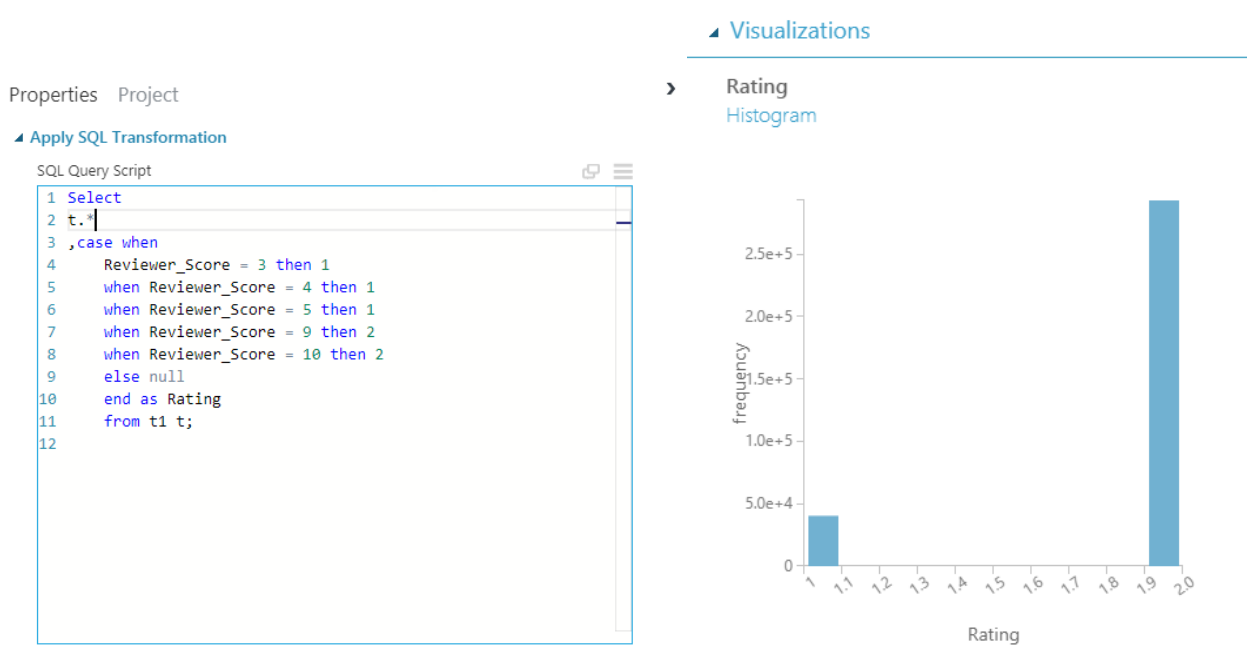 Visualizations
Properties Project
Rating
Histogram
Apply SQL Transformation
SQL Query Script
1 Select
2 t.*
3 ,case when
4 Reviewer_Score = 3 then 1
5 when Reviewer_Score = 4 then 1
6 when Reviewer_Score = 5 then 1
7 when Reviewer_Score = 9 then 2
8 when Reviewer_Score = 10 then 2
9 else null
10 end as Rating
11 from t1 t;
12
2.5e+5
2.0e+5
1.5e+5
1.0e+5
5.0e+4
0
frequency
1 1.1 1.2 1.3 1.4 1.5 1.6 1.7 1.8 1.9 2.0
Rating